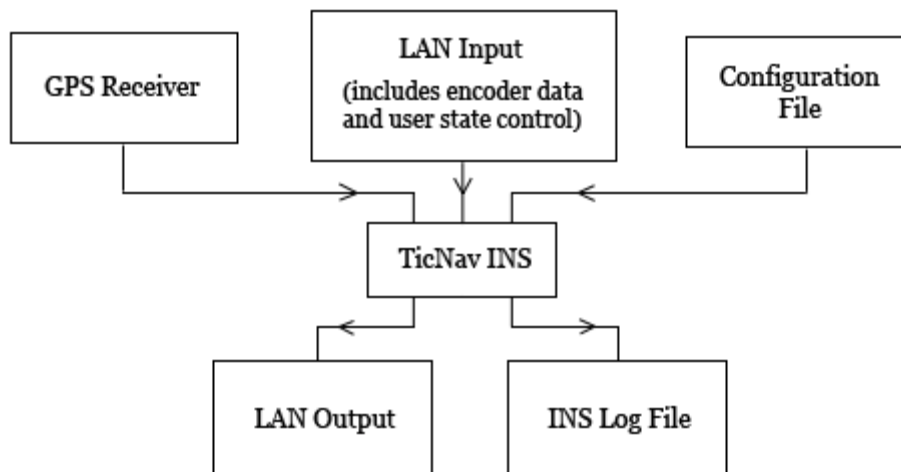 GPS Receiver
LAN Input
(includes encoder data
and user state control)
Configuration
File
TicNav INS
LAN Output
INS Log File